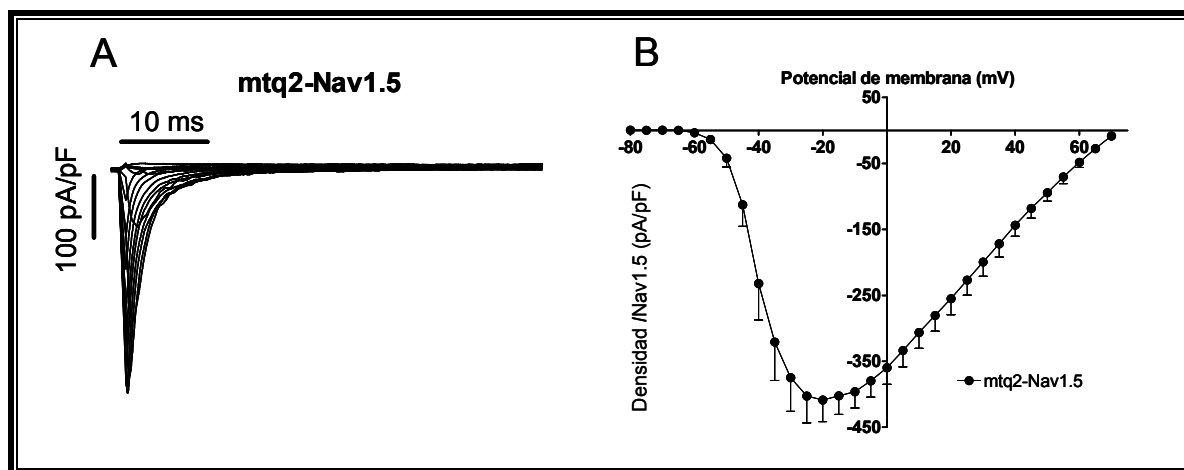 A
mtq2-Nav1.5
10 ms
100 pA/pF
B
Potencial de membrana (mV)
50
-80 -60 -40 -20 20 40 60
-50
-150
-250
-350
-450
Densidad /Nav1.5 (pA/pF)
mtq2-Nav1.5